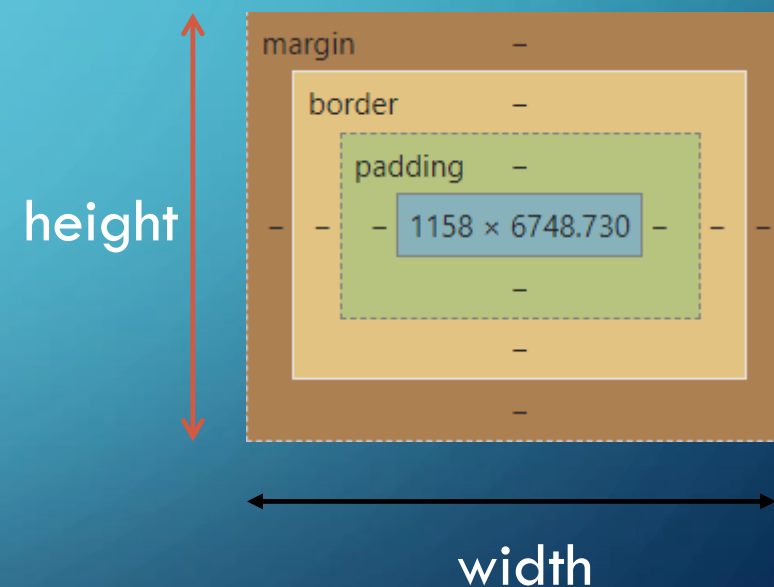 margin –
border –
padding –
height
– – – 1158 × 6748.730 – – –
–
–
–
width